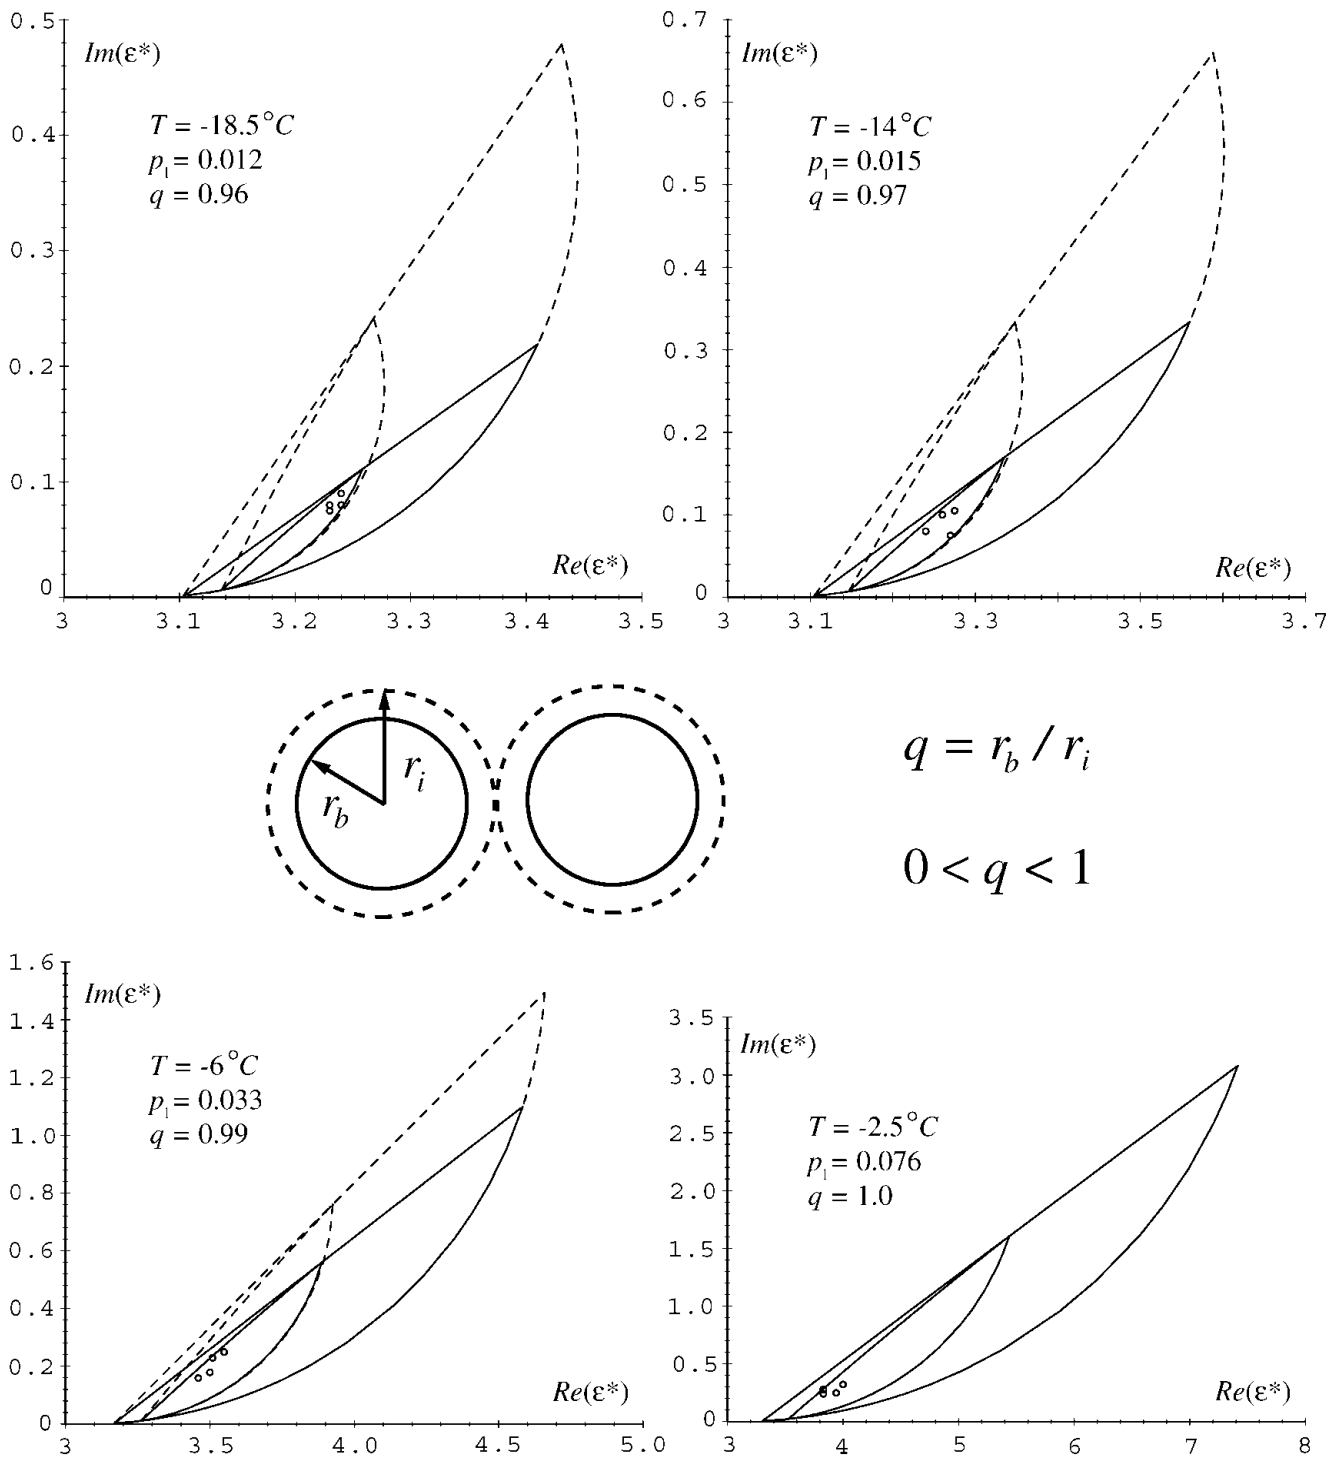 0.5
Im(ε*)
T = -18.5°C
p₁ = 0.012
q = 0.96
0.4
0.3
0.2
0.1
0
Re(ε*)
3 3.1 3.2 3.3 3.4 3.5
0.7
Im(ε*)
T = -14°C
p₁ = 0.015
q = 0.97
0.6
0.5
0.4
0.3
0.2
0.1
0
Re(ε*)
3.1 3.3 3.5 3.7
r_i
r_b
q = r_b / r_i
0 < q < 1
1.6
Im(ε*)
1.4
T = -6°C
p₁ = 0.033
q = 0.99
1.2
1.0
0.8
0.6
0.4
0.2
0
Re(ε*)
3 3.5 4.0 4.5 5.0
3.5
Im(ε*)
3.0
T = -2.5°C
p₁ = 0.076
q = 1.0
2.5
2.0
1.5
1.0
0.5
0
Re(ε*)
3 4 5 6 7 8